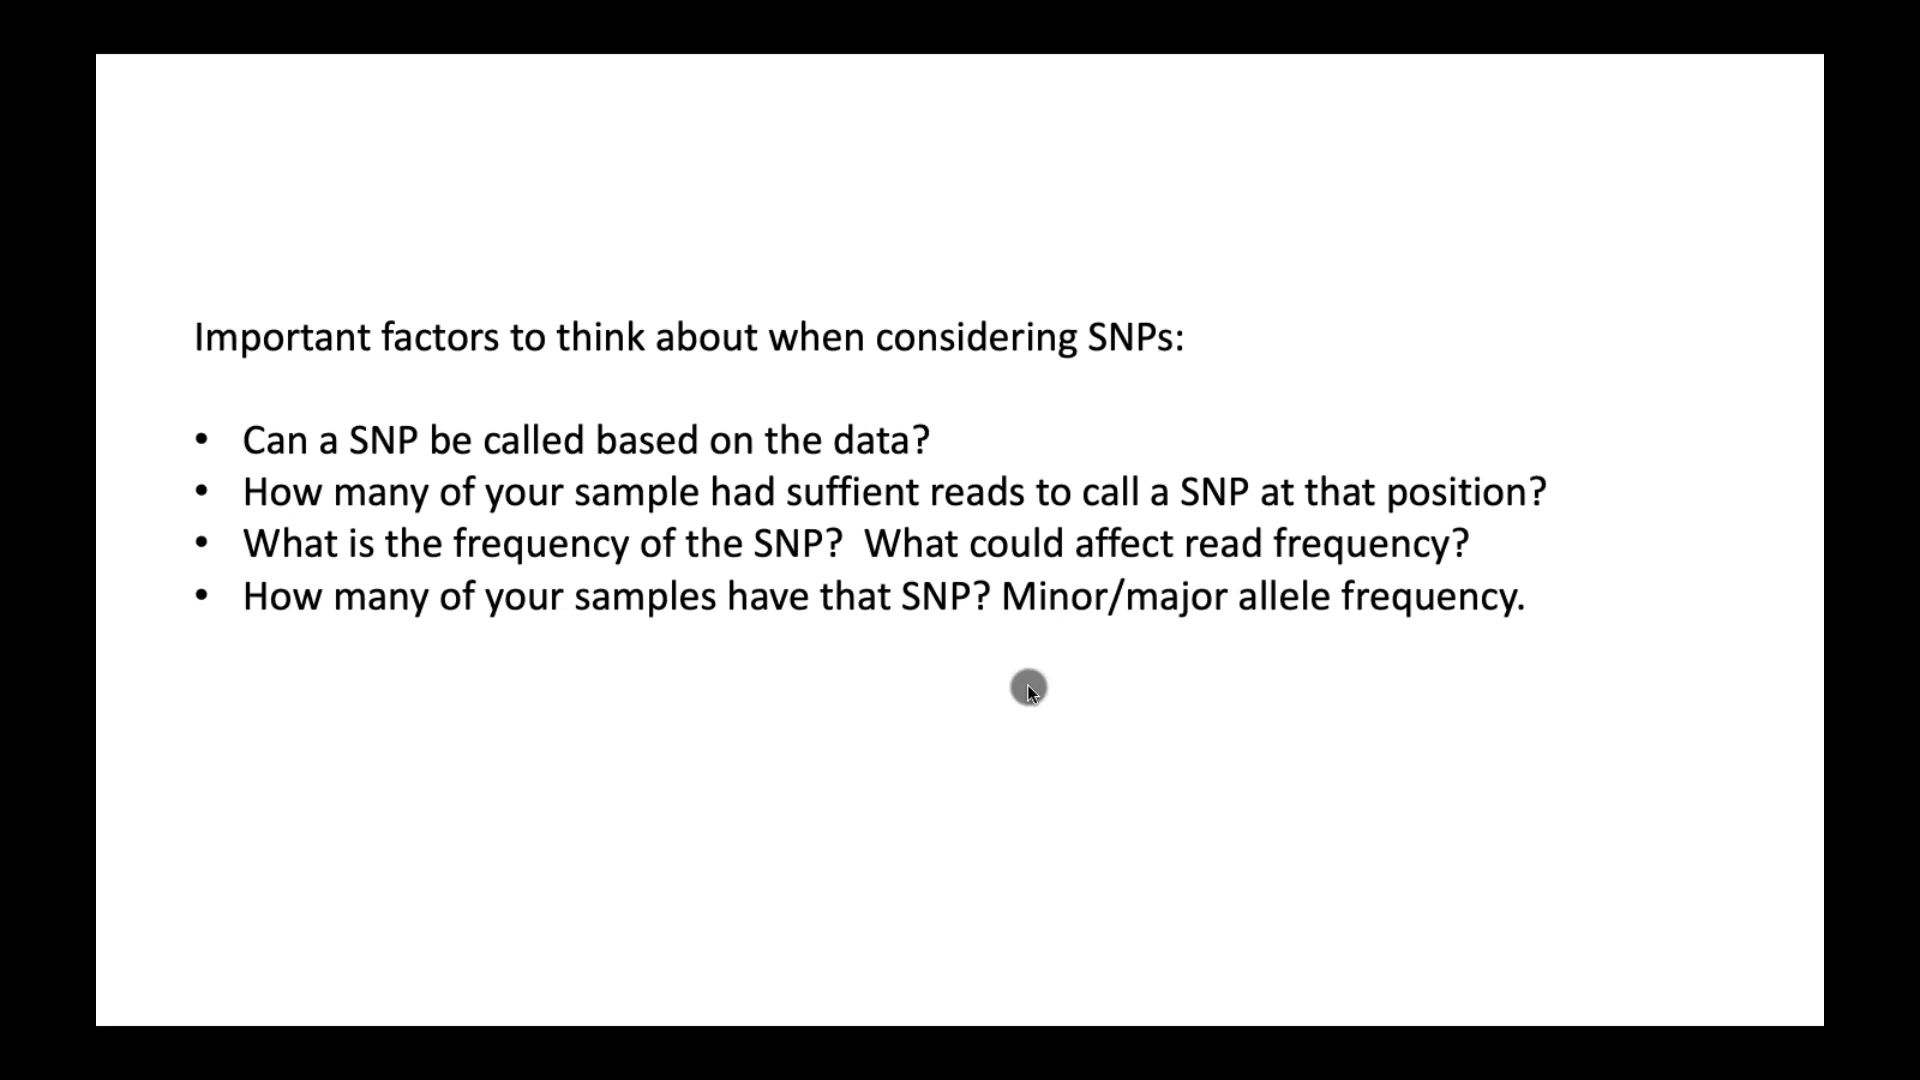 Important factors to think about when considering SNPs:
• Can a SNP be called based on the data?
• How many of your sample had suffient reads to call a SNP at that position?
• What is the frequency of the SNP?  What could affect read frequency?
• How many of your samples have that SNP? Minor/major allele frequency.